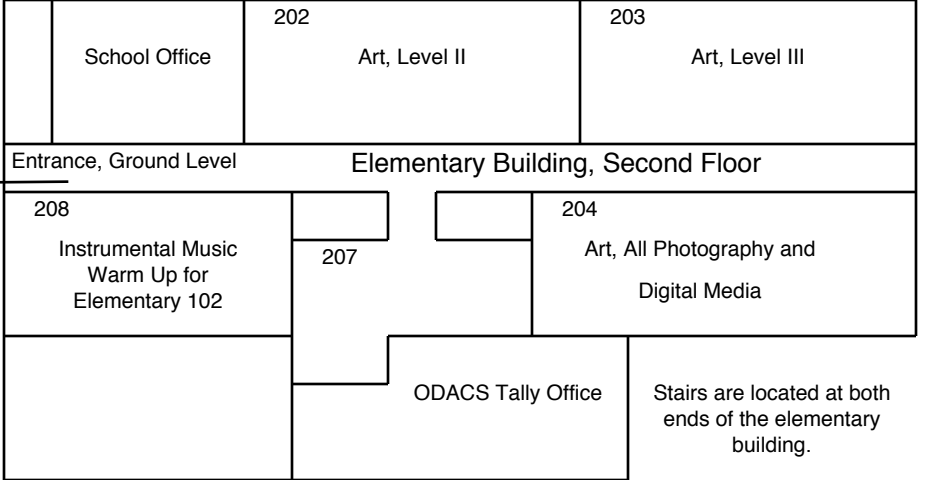 202
School Office
Art, Level II
203
Art, Level III
Entrance, Ground Level
Elementary Building, Second Floor
208
Instrumental Music
Warm Up for
Elementary 102
207
204
Art, All Photography and
Digital Media
ODACS Tally Office
Stairs are located at both
ends of the elementary
building.